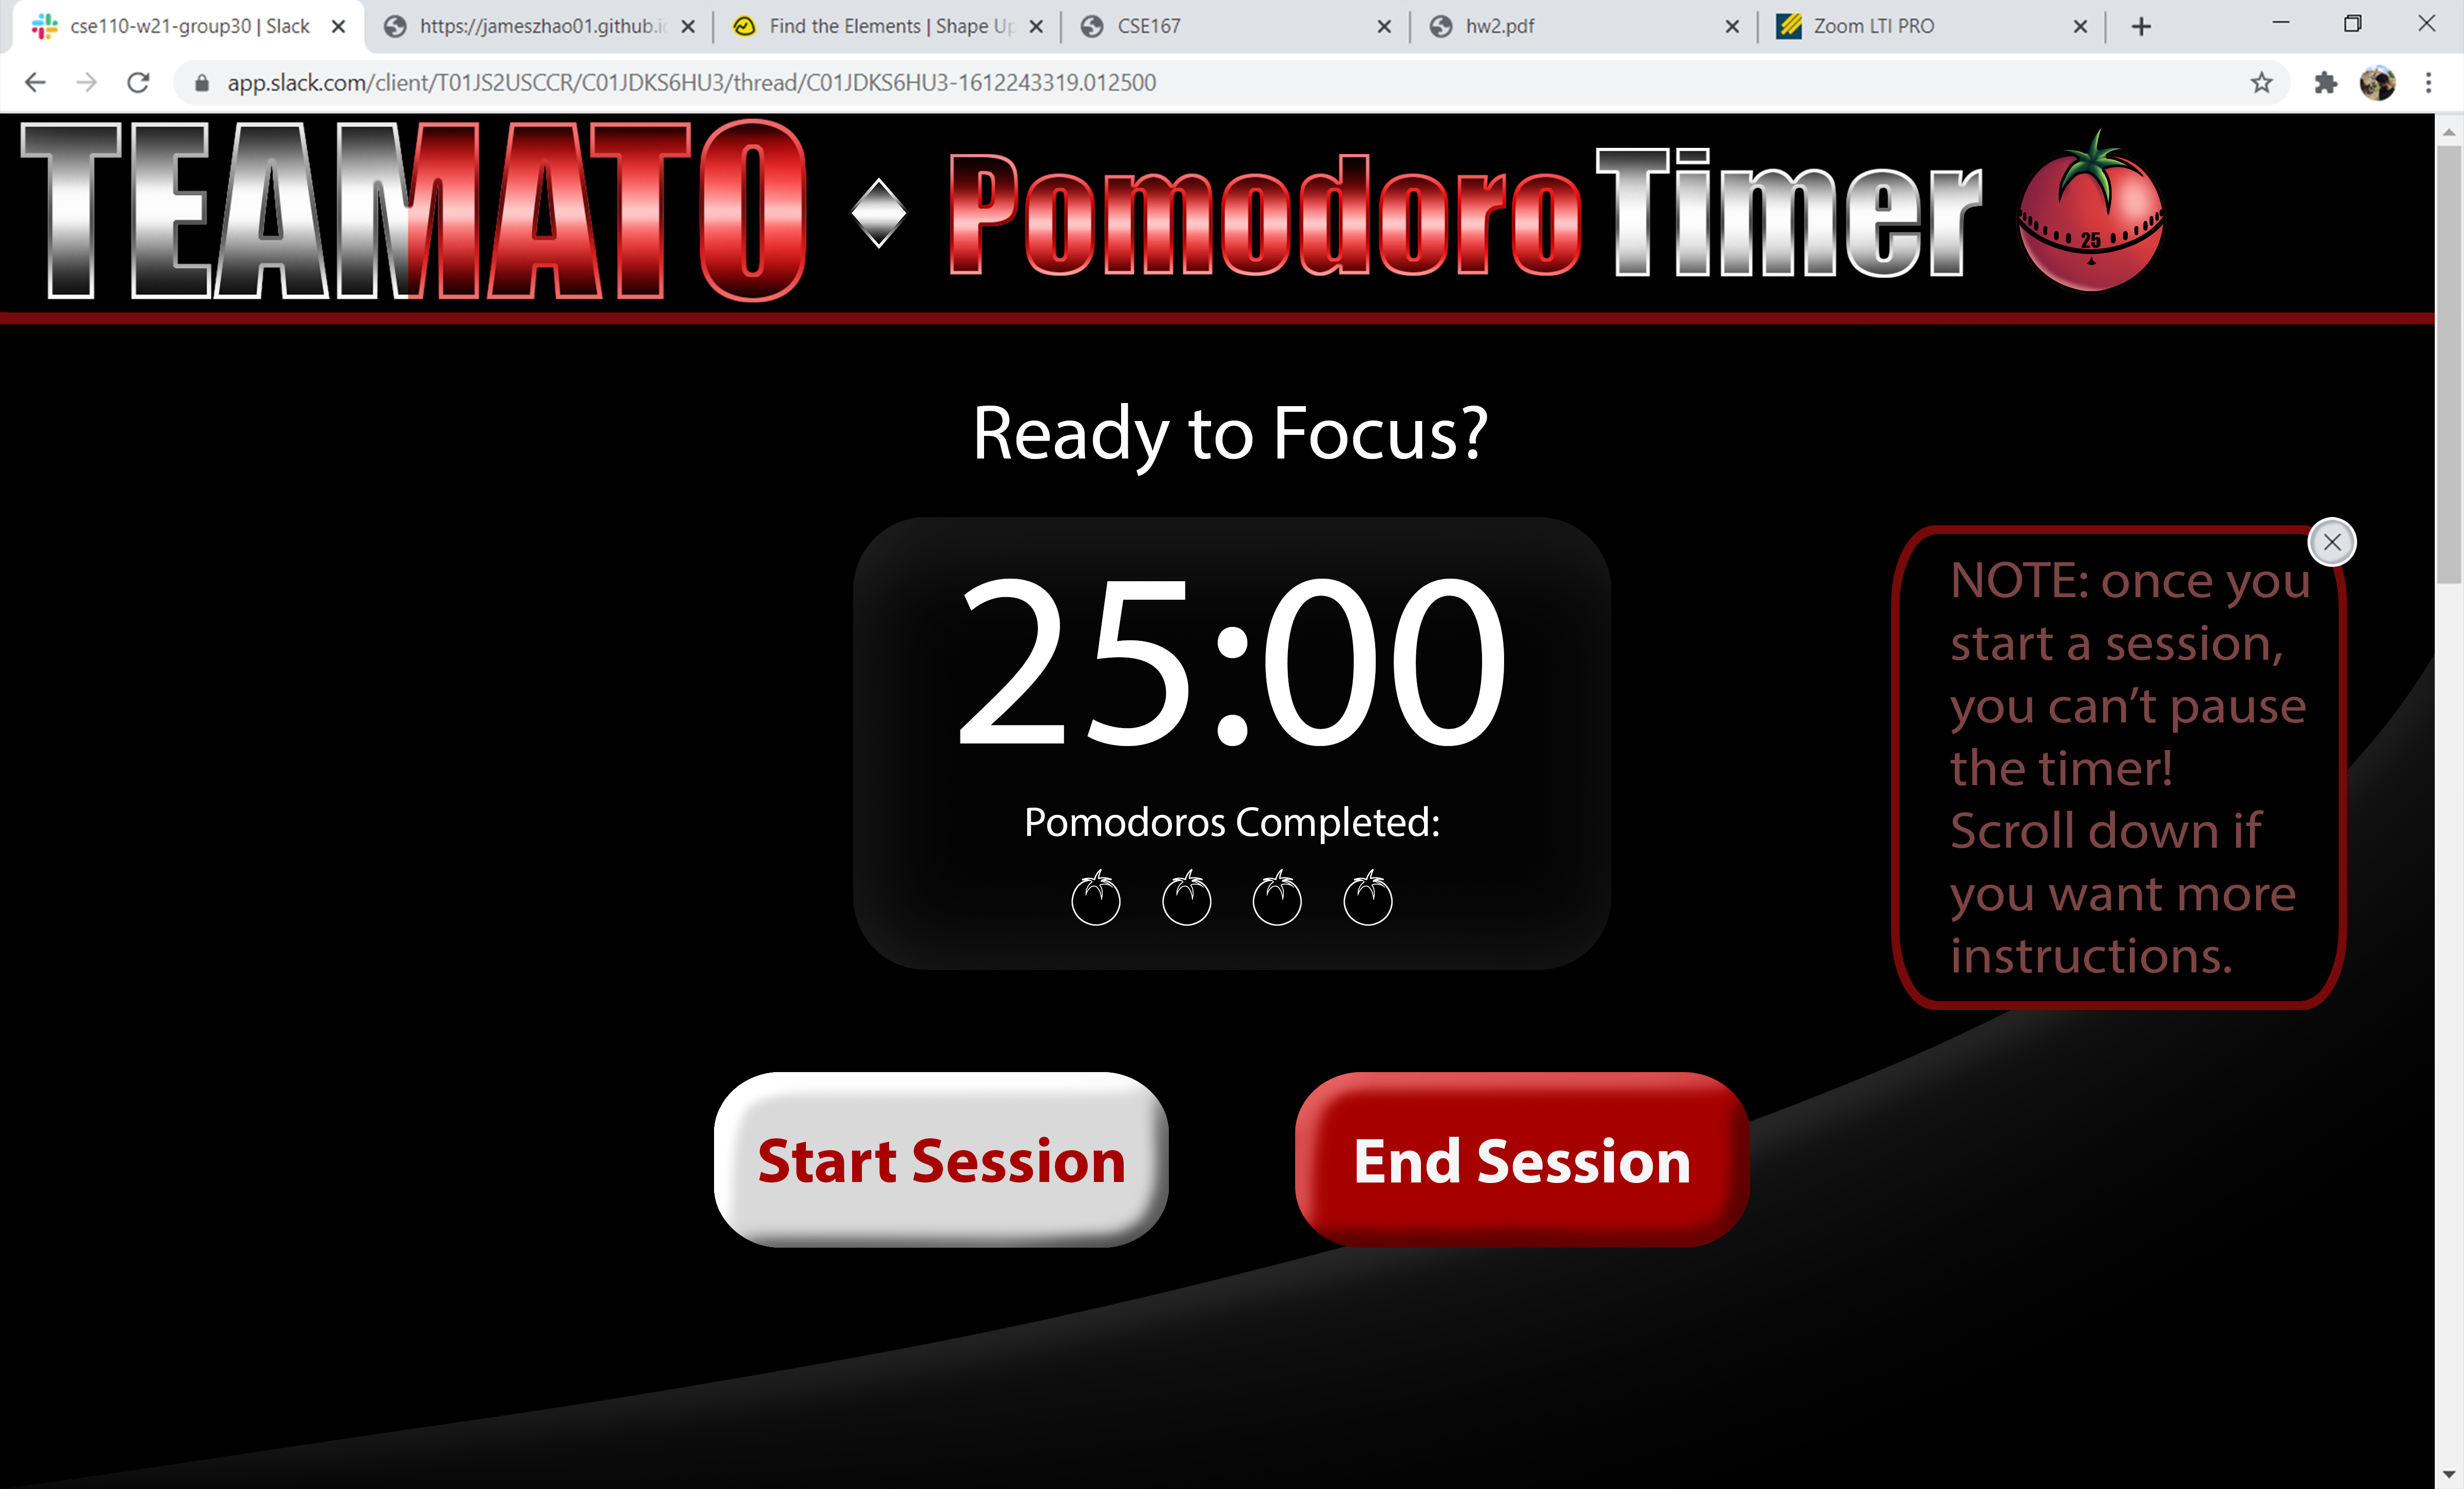 cse110-w21-group30 | Slack
https://jameszhao01.github.i
Find the Elements | Shape Up
CSE167
hw2.pdf
Zoom LTI PRO
app.slack.com/client/T01JS2USCCR/C01JDKS6HU3/thread/C01JDKS6HU3-1612243319.012500
TEAMATO Pomodoro Timer
25
Ready to Focus?
25:00
Pomodoros Completed:
NOTE: once you
start a session,
you can’t pause
the timer!
Scroll down if
you want more
instructions.
Start Session
End Session